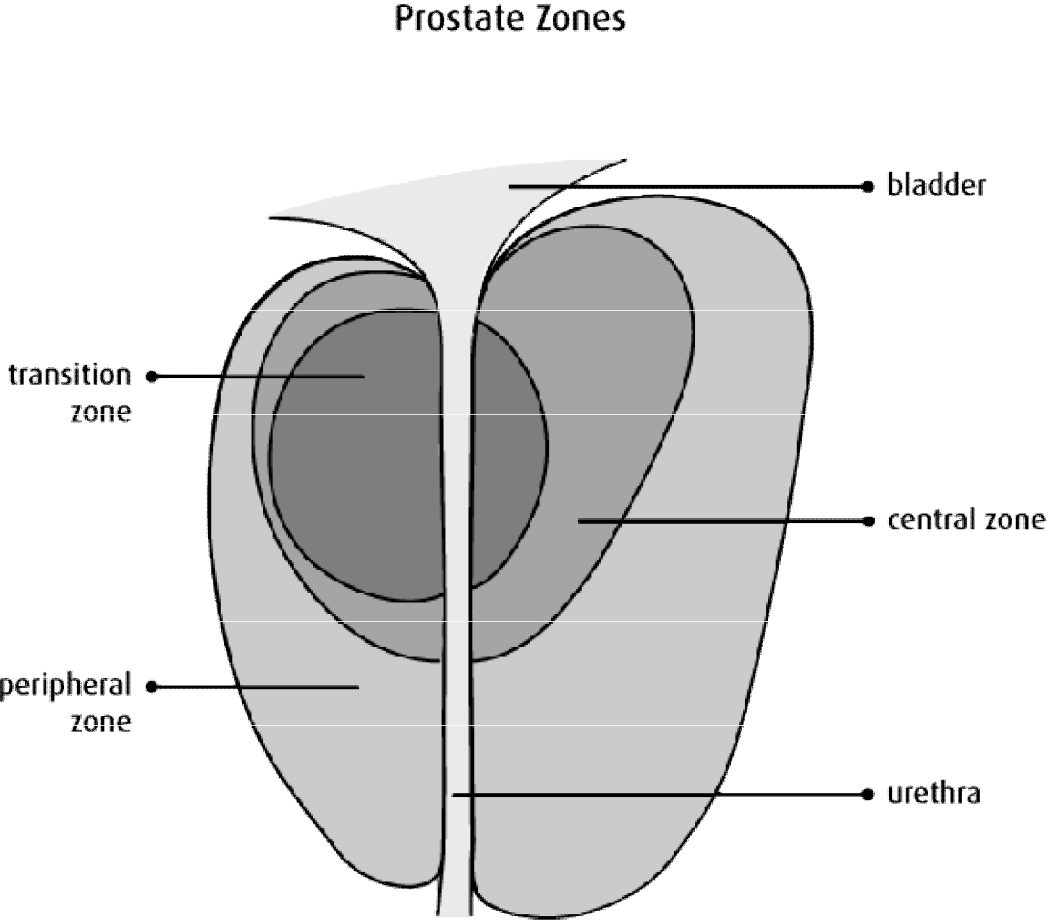 Prostate Zones
bladder
transition
zone
central zone
peripheral
zone
urethra